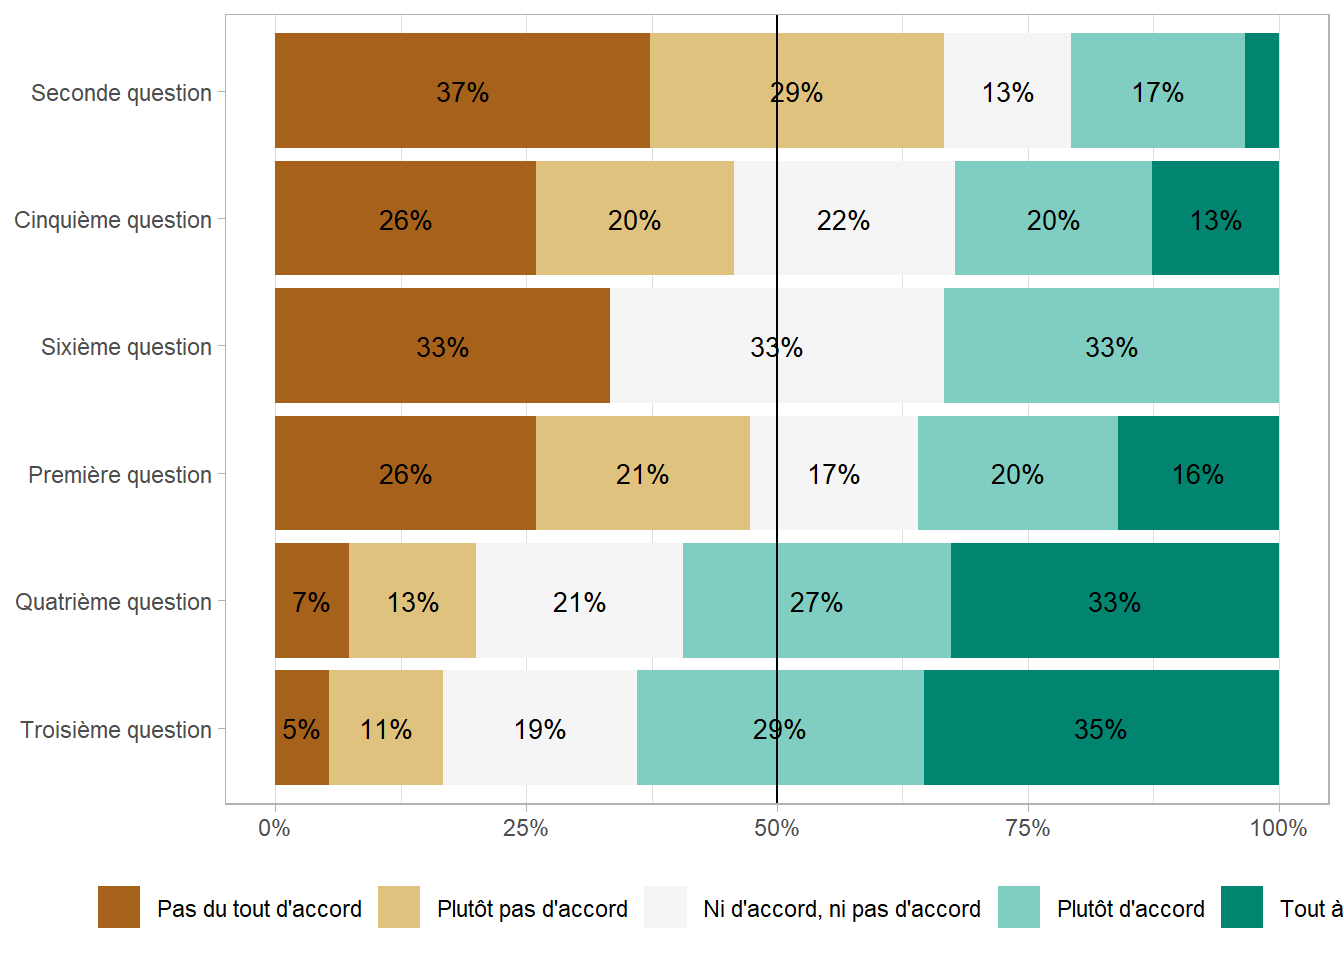 Seconde question 37% 29% 13% 17%
Cinquième question 26% 20% 22% 20% 13%
Sixième question 33% 33% 33%
Première question 26% 21% 17% 20% 16%
Quatrième question 7% 13% 21% 27% 33%
Troisième question 5% 11% 19% 29% 35%
0% 25% 50% 75% 100%
Pas du tout d'accord Plutôt pas d'accord Ni d'accord, ni pas d'accord Plutôt d'accord Tout à